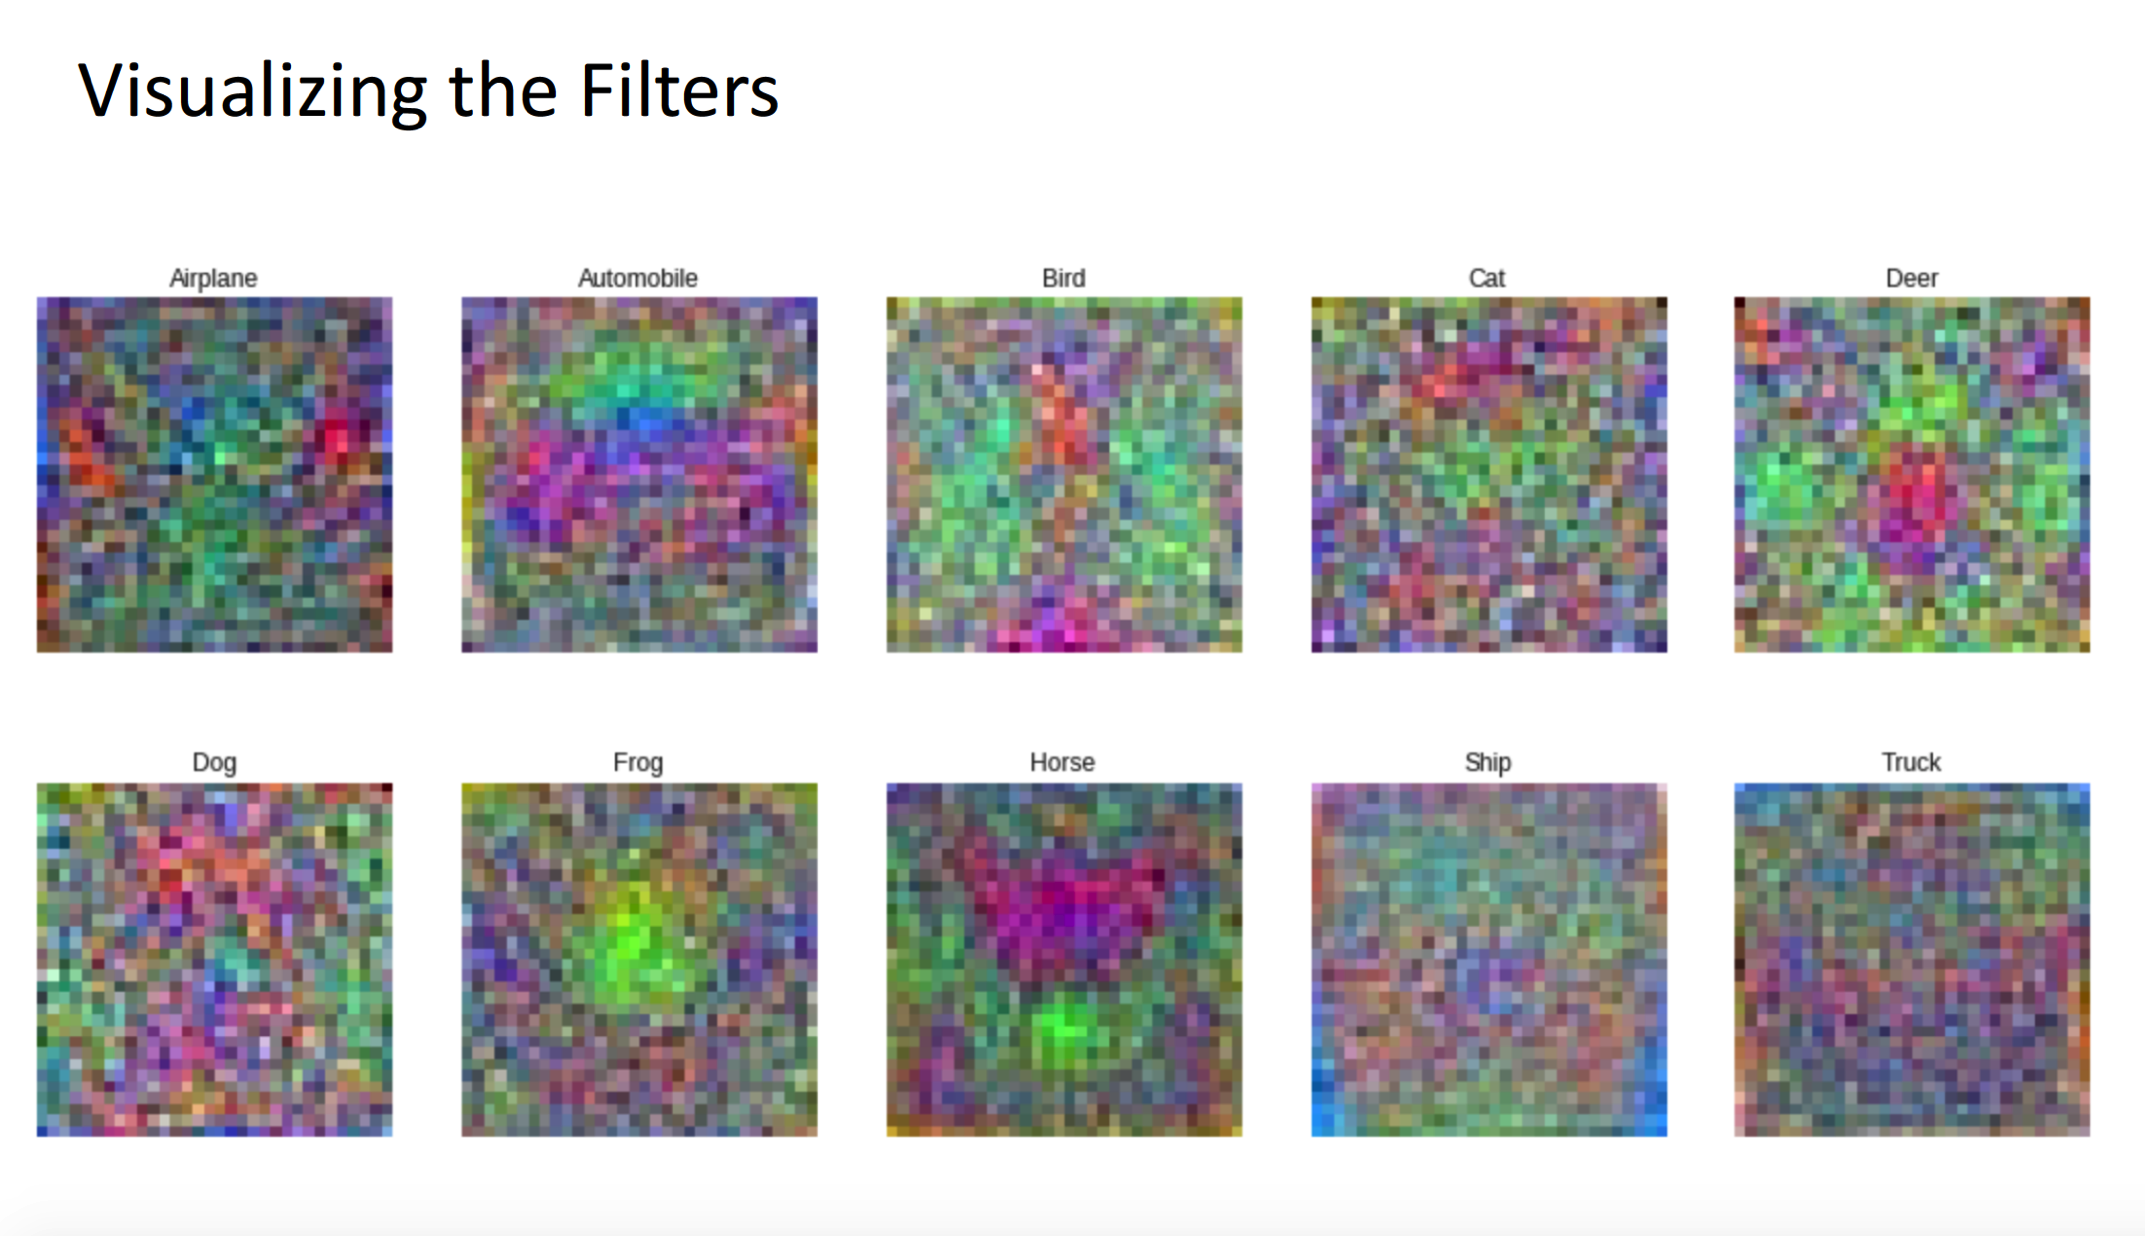 Visualizing the Filters
Airplane
Automobile
Bird
Cat
Deer
Dog
Frog
Horse
Ship
Truck